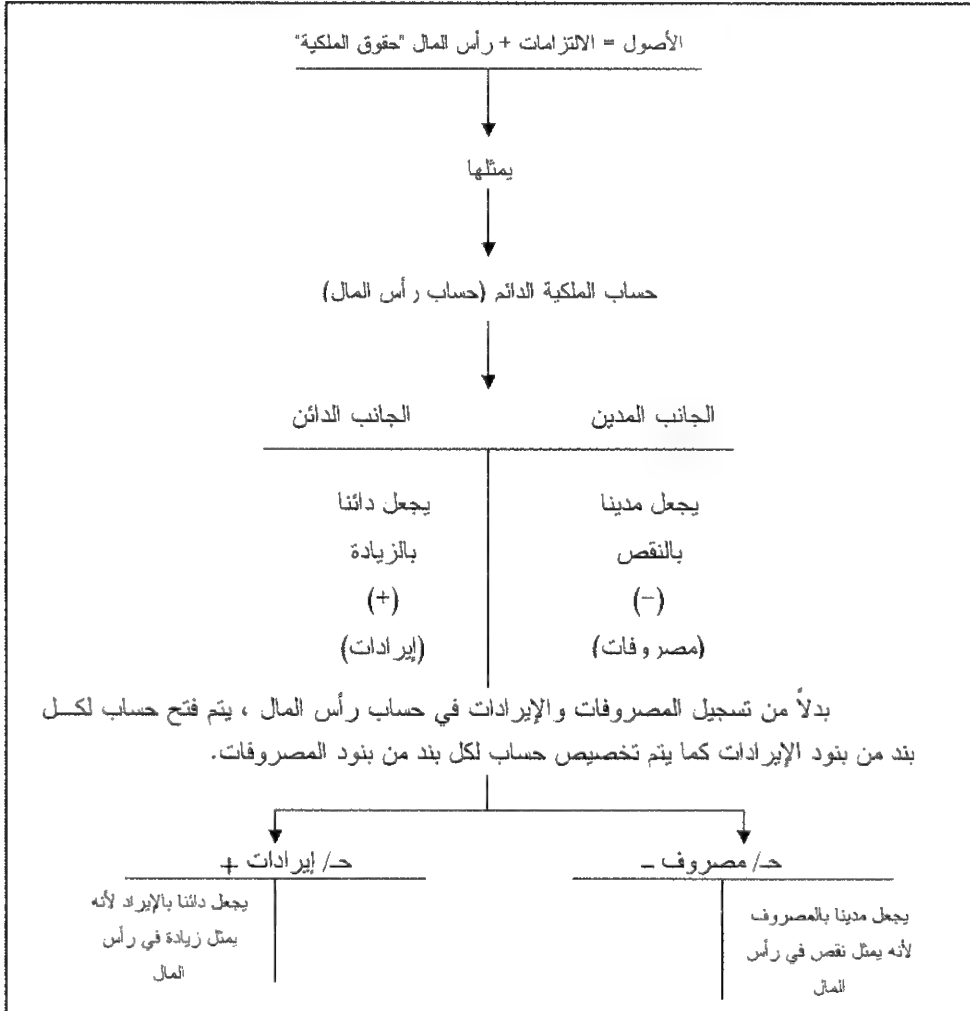 الأصول = الالتزامات + رأس المال "حقوق الملكية"
يمثلها
حساب الملكية الدائم (حساب رأس المال)
الجانب المدين الجانب الدائن
يجعل مدينا يجعل دائنا
بالنقص بالزيادة
(-) (+)
(مصروفات) (إيرادات)
بدلاً من تسجيل المصروفات والإيرادات في حساب رأس المال ، يتم فتح حساب لكل
بند من بنود الإيرادات كما يتم تخصيص حساب لكل بند من بنود المصروفات.
حـ/ مصروف - حـ/ إيرادات +
يجعل مدينا بالمصروف
لأنه يمثل نقص في رأس
المال
يجعل دائنا بالإيراد لأنه
يمثل زيادة في رأس
المال